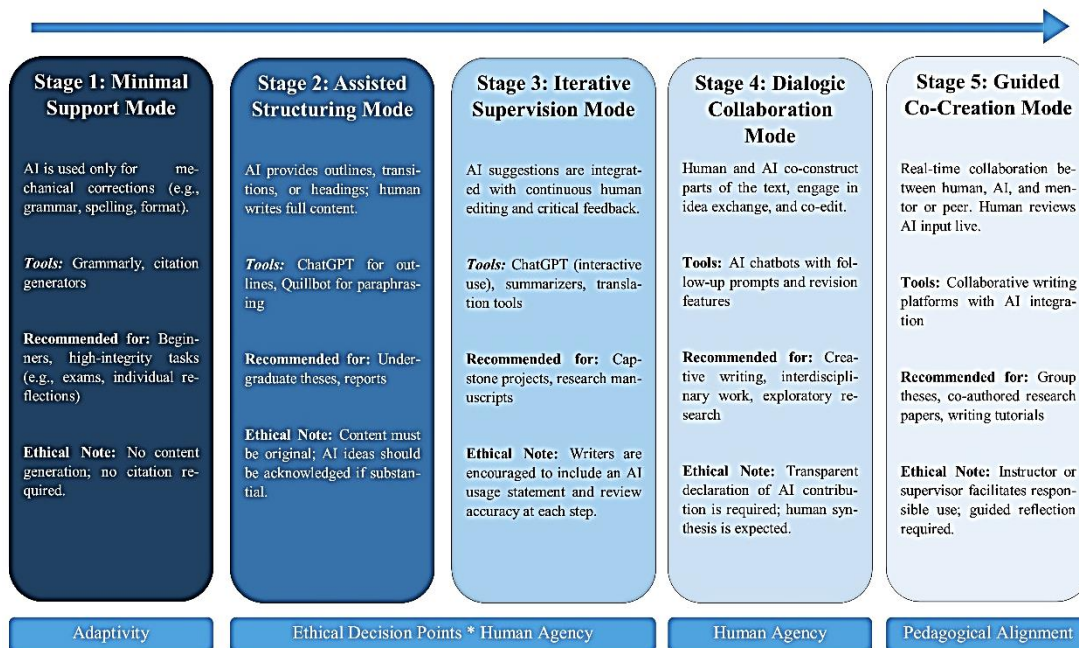 Stage 1: Minimal
Support Mode
AI is used only for me-
chanical corrections (e.g.,
grammar, spelling, format).
Tools: Grammarly, citation
generators
Recommended for: Begin-
ners, high-integrity tasks
(e.g., exams, individual re-
flections)
Ethical Note: No content
generation; no citation re-
quired.
Stage 2: Assisted
Structuring Mode
AI provides outlines, transi-
tions, or headings; human
writes full content.
Tools: ChatGPT for out-
lines, Quillbot for paraphras-
ing
Recommended for: Under-
graduate theses, reports
Ethical Note: Content must
be original; AI ideas should
be acknowledged if substan-
tial.
Stage 3: Iterative
Supervision Mode
AI suggestions are integrat-
ed with continuous human
editing and critical feedback.
Tools: ChatGPT (interactive
use), summarizers, translation
tools
Recommended for: Cap-
stone projects, research man-
uscripts
Ethical Note: Writers are
encouraged to include an AI
usage statement and review
accuracy at each step.
Stage 4: Dialogic
Collaboration
Mode
Human and AI co-construct
parts of the text, engage in
idea exchange, and co-edit.
Tools: AI chatbots with fol-
low-up prompts and revision
features
Recommended for: Crea-
tive writing, interdiscipli-
nary work, exploratory re-
search
Ethical Note: Transparent
declaration of AI contribu-
tion is required; human syn-
thesis is expected.
Stage 5: Guided
Co-Creation Mode
Real-time collaboration be-
tween human, AI, and men-
tor or peer. Human reviews
AI input live.
Tools: Collaborative writing
platforms with AI integra-
tion
Recommended for: Group
theses, co-authored research
papers, writing tutorials
Ethical Note: Instructor or
supervisor facilitates respon-
sible use; guided reflection
required.
Adaptivity
Ethical Decision Points * Human Agency
Human Agency
Pedagogical Alignment